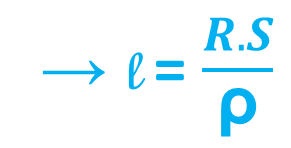 → ℓ = R.S / ρ